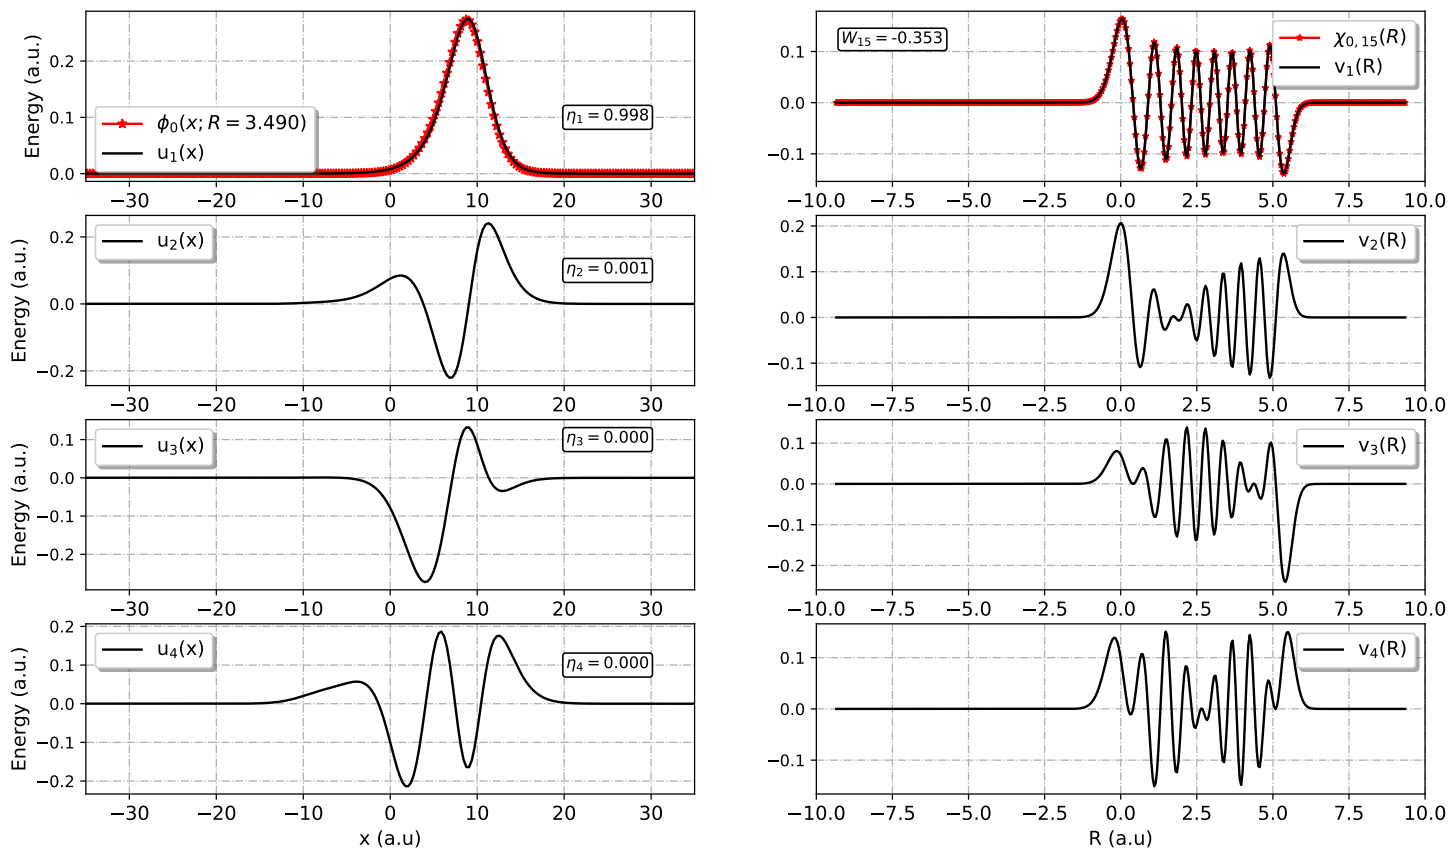 Energy (a.u.)
0.2
0.1
0.0
ϕ₀(x; R = 3.490)
u₁(x)
η₁ = 0.998
−30 −20 −10 0 10 20 30
0.1
0.0
−0.1
W₁₅ = -0.353
χ₀,₁₅(R)
v₁(R)
−10.0 −7.5 −5.0 −2.5 0.0 2.5 5.0 7.5 10.0
Energy (a.u.)
0.2
0.0
−0.2
u₂(x)
η₂ = 0.001
−30 −20 −10 0 10 20 30
0.2
0.1
0.0
−0.1
v₂(R)
−10.0 −7.5 −5.0 −2.5 0.0 2.5 5.0 7.5 10.0
Energy (a.u.)
0.1
0.0
−0.1
−0.2
u₃(x)
η₃ = 0.000
−30 −20 −10 0 10 20 30
0.1
0.0
−0.1
−0.2
v₃(R)
−10.0 −7.5 −5.0 −2.5 0.0 2.5 5.0 7.5 10.0
Energy (a.u.)
0.2
0.1
0.0
−0.1
−0.2
u₄(x)
η₄ = 0.000
−30 −20 −10 0 10 20 30
x (a.u)
0.1
0.0
−0.1
v₄(R)
−10.0 −7.5 −5.0 −2.5 0.0 2.5 5.0 7.5 10.0
R (a.u)